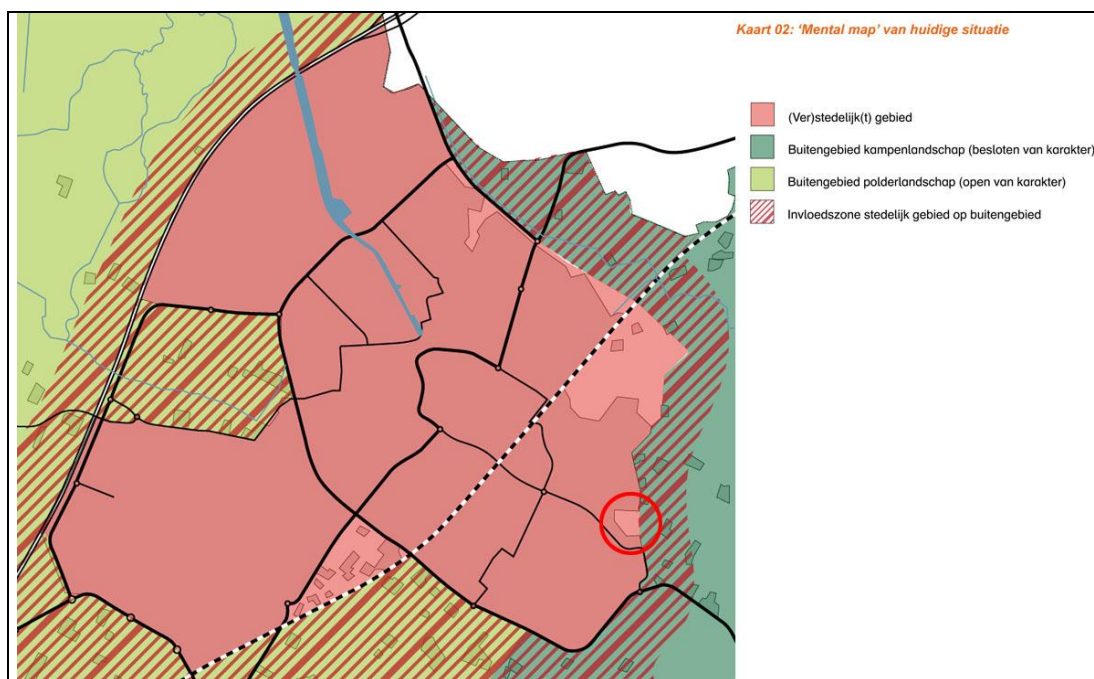 Kaart 02: ‘Mental map’ van huidige situatie
(Ver)stedelijk(t) gebied
Buitengebied kampenlandschap (besloten van karakter)
Buitengebied polderlandschap (open van karakter)
Invloedszone stedelijk gebied op buitengebied